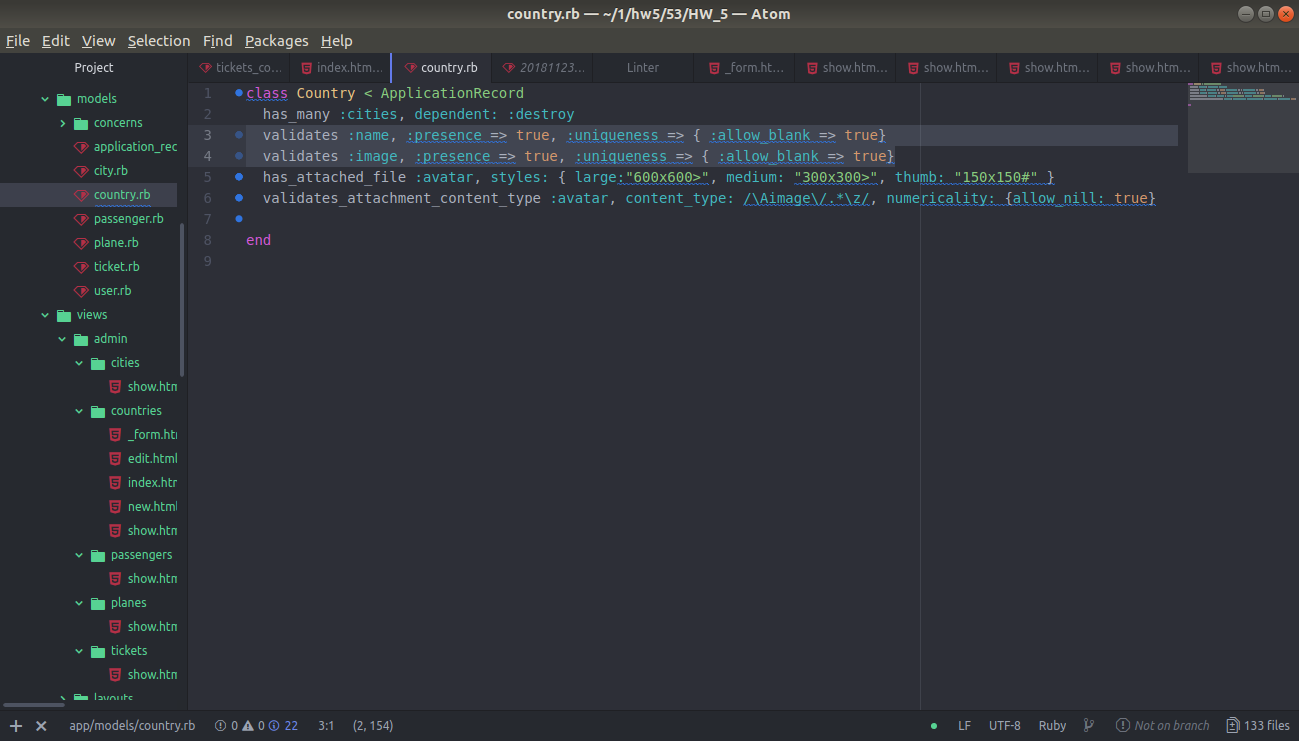 country.rb — ~/1/hw5/53/HW_5 — Atom
File Edit View Selection Find Packages Help
Project
tickets_co...
index.htm...
country.rb
20181123...
Linter
_form.ht...
show.htm...
show.htm...
show.htm...
show.htm...
show.htm...
models
concerns
application_rec
city.rb
country.rb
passenger.rb
plane.rb
ticket.rb
user.rb
views
admin
cities
show.htm
countries
_form.htm
edit.html
index.htm
new.html
show.htm
passengers
show.htm
planes
show.htm
tickets
show.htm
layouts
1 class Country < ApplicationRecord
2 has_many :cities, dependent: :destroy
3 validates :name, :presence => true, :uniqueness => { :allow_blank => true}
4 validates :image, :presence => true, :uniqueness => { :allow_blank => true}
5 has_attached_file :avatar, styles: { large:"600x600>", medium: "300x300>", thumb: "150x150#" }
6 validates_attachment_content_type :avatar, content_type: /\Aimage\/.*\z/, numericality: {allow_nill: true}
7
8 end
9
app/models/country.rb 0 0 22 3:1 (2, 154)
LF UTF-8 Ruby Not on branch 133 files